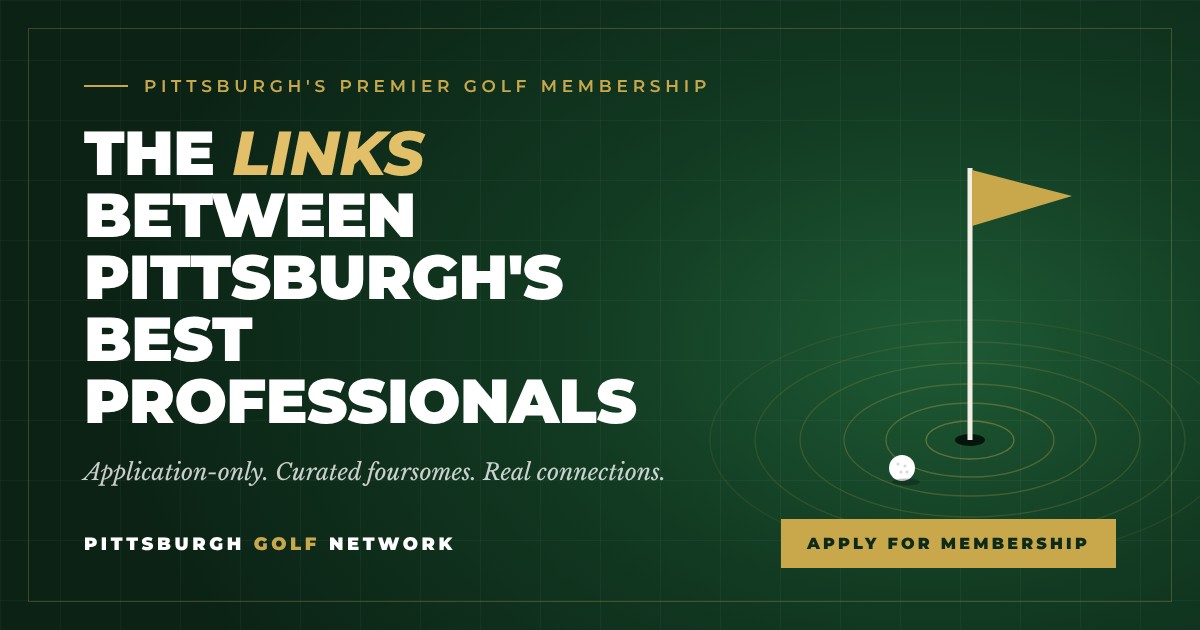 PITTSBURGH'S PREMIER GOLF MEMBERSHIP
THE LINKS
BETWEEN
PITTSBURGH'S
BEST
PROFESSIONALS
Application-only. Curated foursomes. Real connections.
PITTSBURGH GOLF NETWORK
APPLY FOR MEMBERSHIP